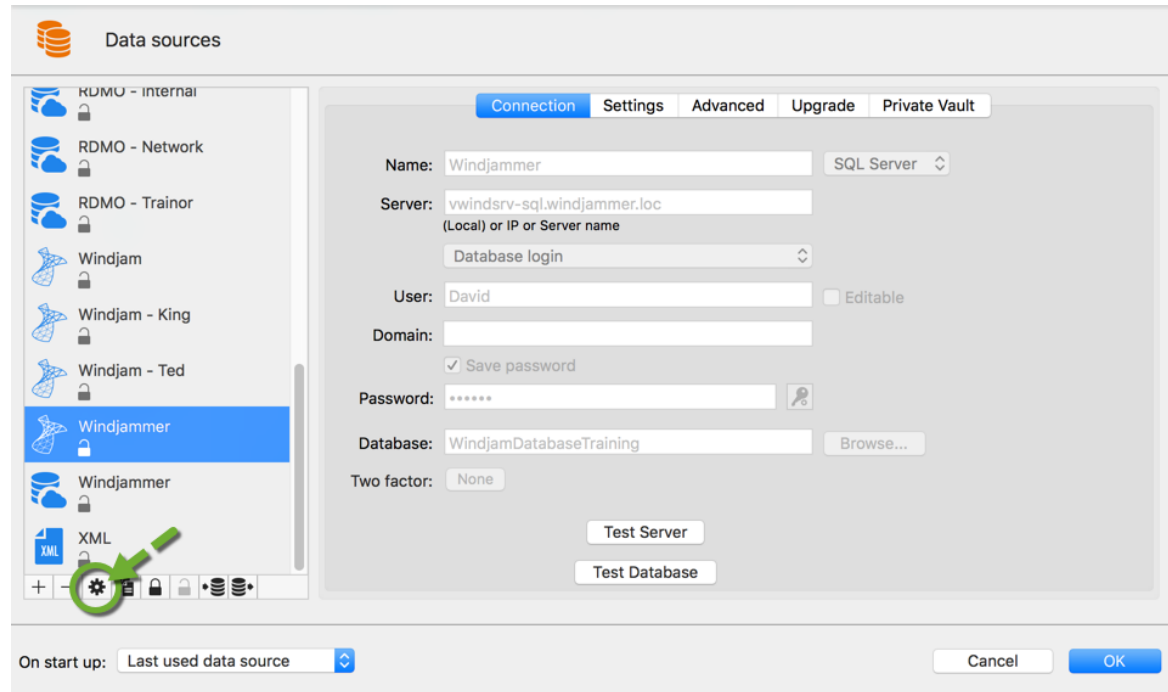 Data sources
RDMO - Internal
RDMO - Network
RDMO - Trainor
Windjam
Windjam - King
Windjam - Ted
Windjammer
Windjammer
XML
XML
Connection Settings Advanced Upgrade Private Vault
Name: Windjammer SQL Server
Server: vwindsrv-sql.windjammer.loc
(Local) or IP or Server name
Database login
User: David Editable
Domain:
Save password
Password: ••••••
Database: WindjamDatabaseTraining Browse...
Two factor: None
Test Server
Test Database
On start up: Last used data source Cancel OK